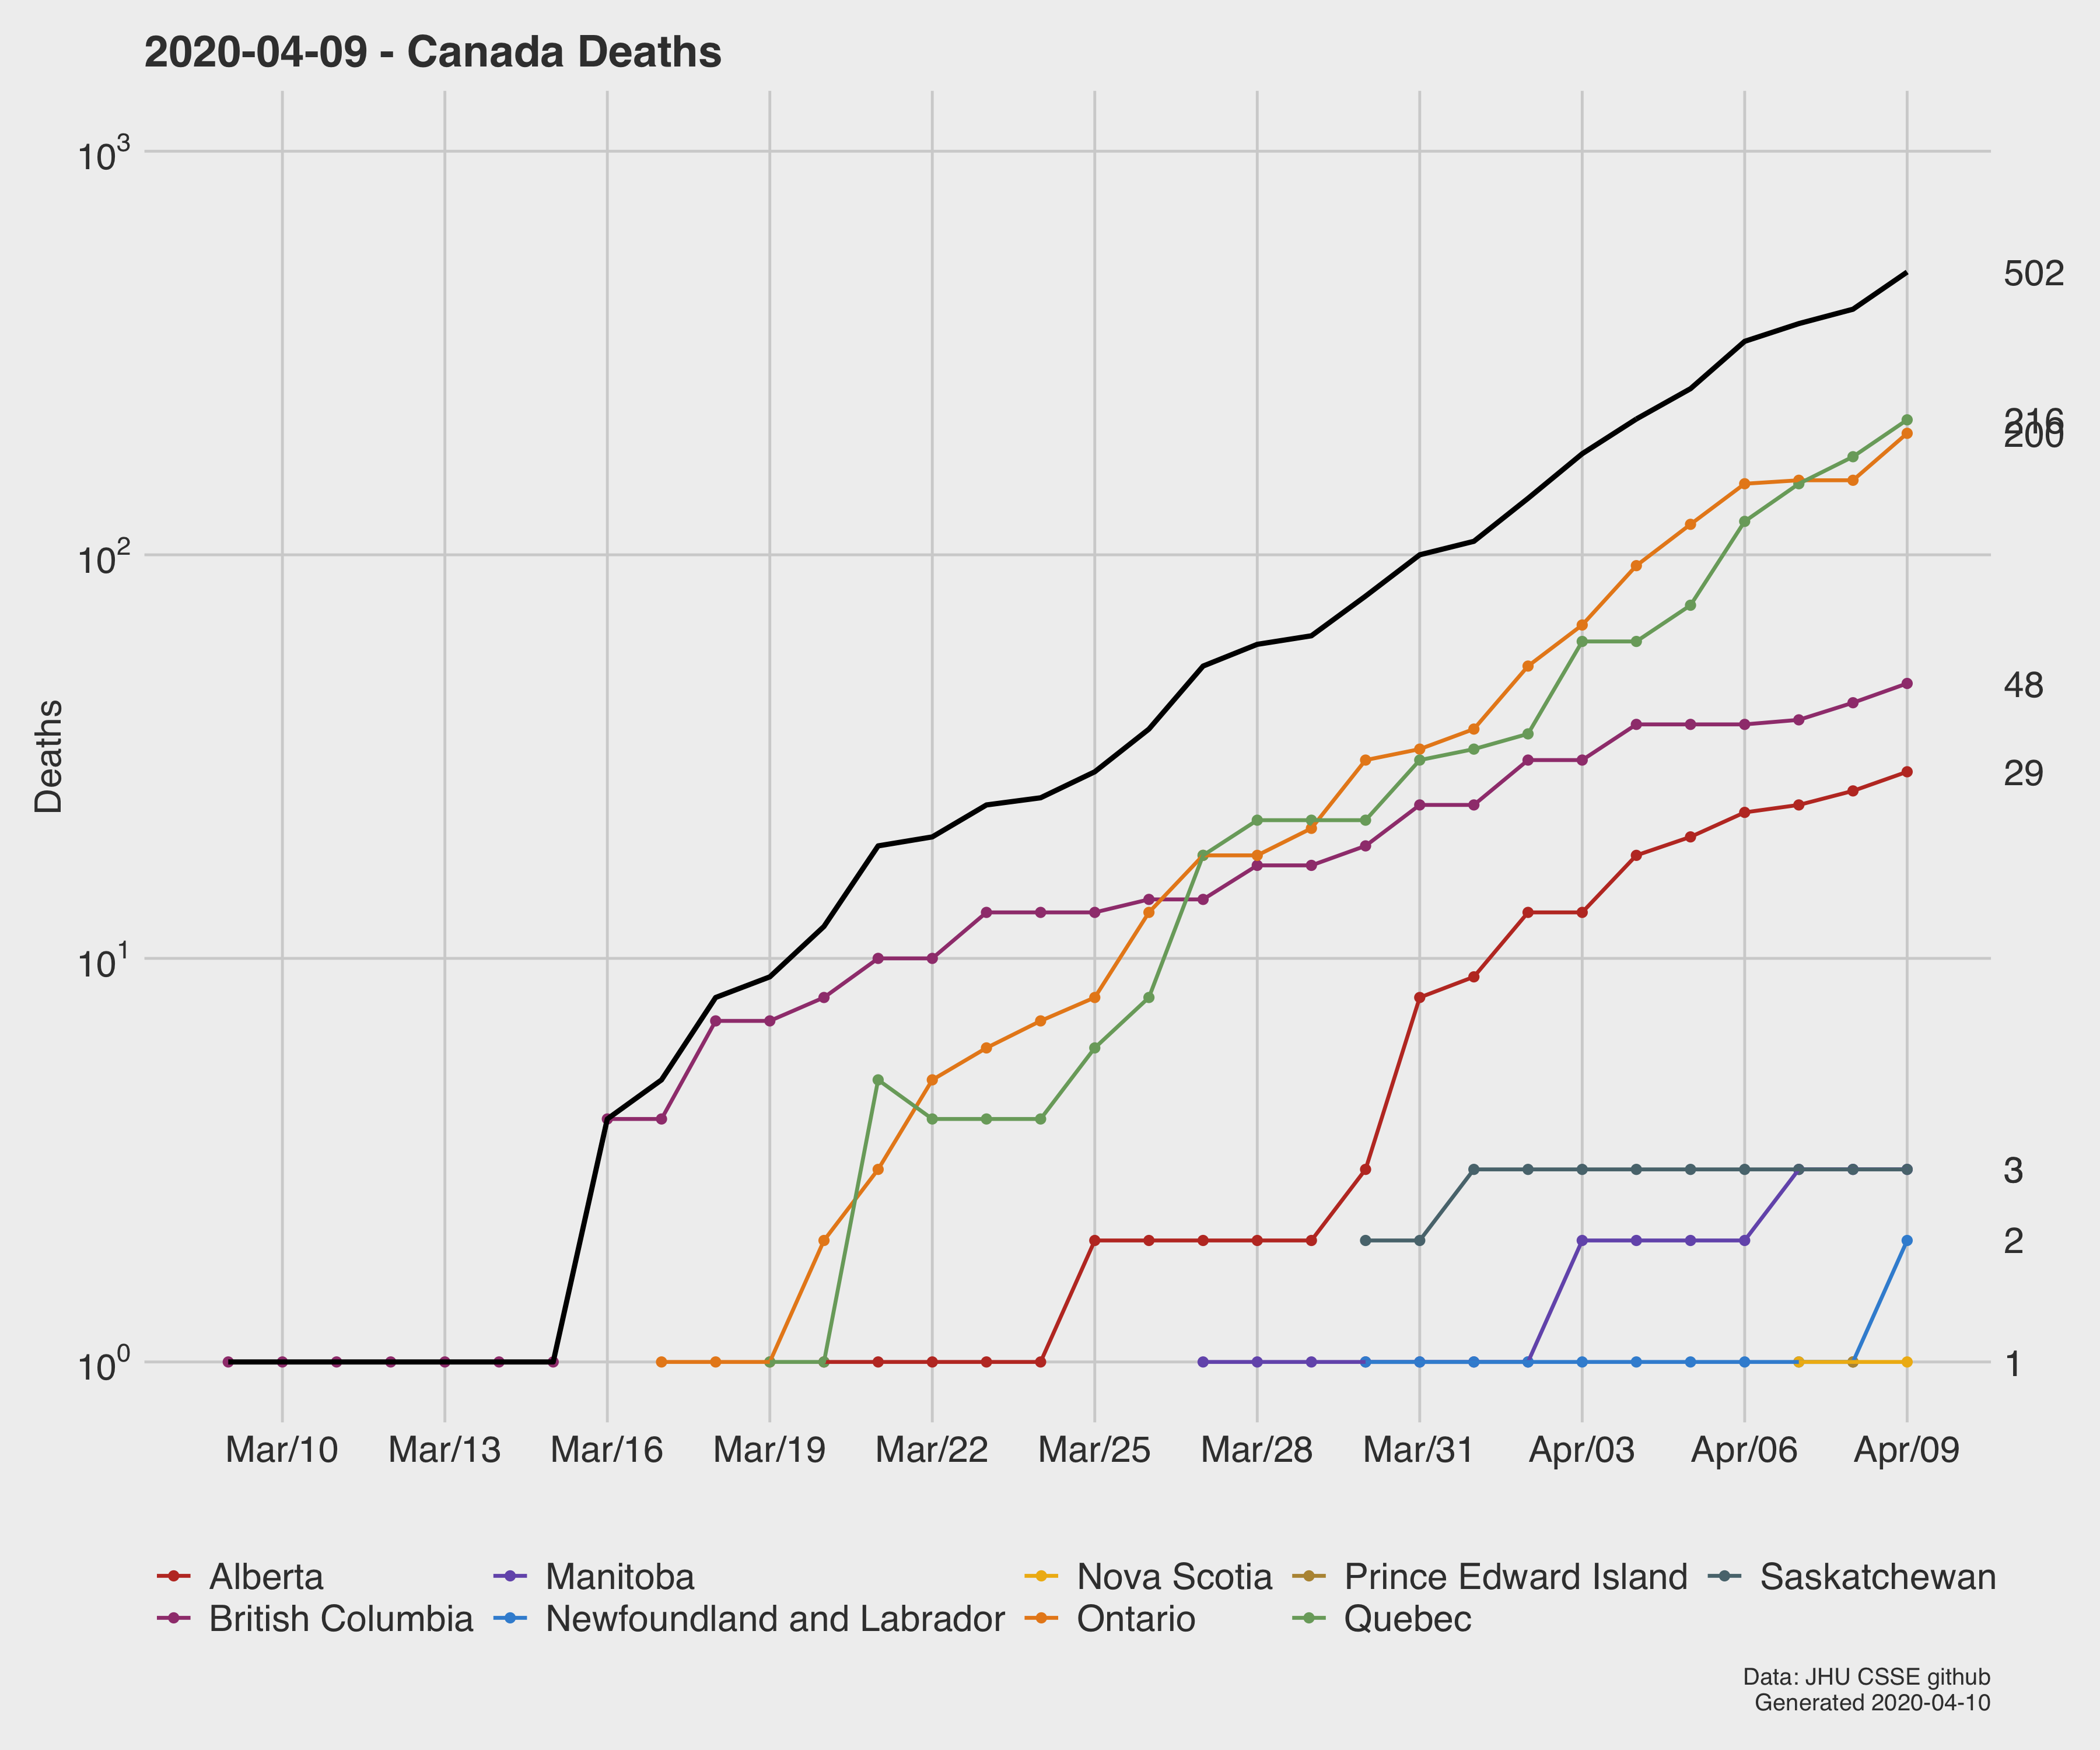 2020-04-09 - Canada Deaths
10^3
10^2
10^1
10^0
Deaths
502
216
200
48
29
3
2
1
Mar/10 Mar/13 Mar/16 Mar/19 Mar/22 Mar/25 Mar/28 Mar/31 Apr/03 Apr/06 Apr/09
Alberta Manitoba Nova Scotia Prince Edward Island Saskatchewan
British Columbia Newfoundland and Labrador Ontario Quebec
Data: JHU CSSE github
Generated 2020-04-10